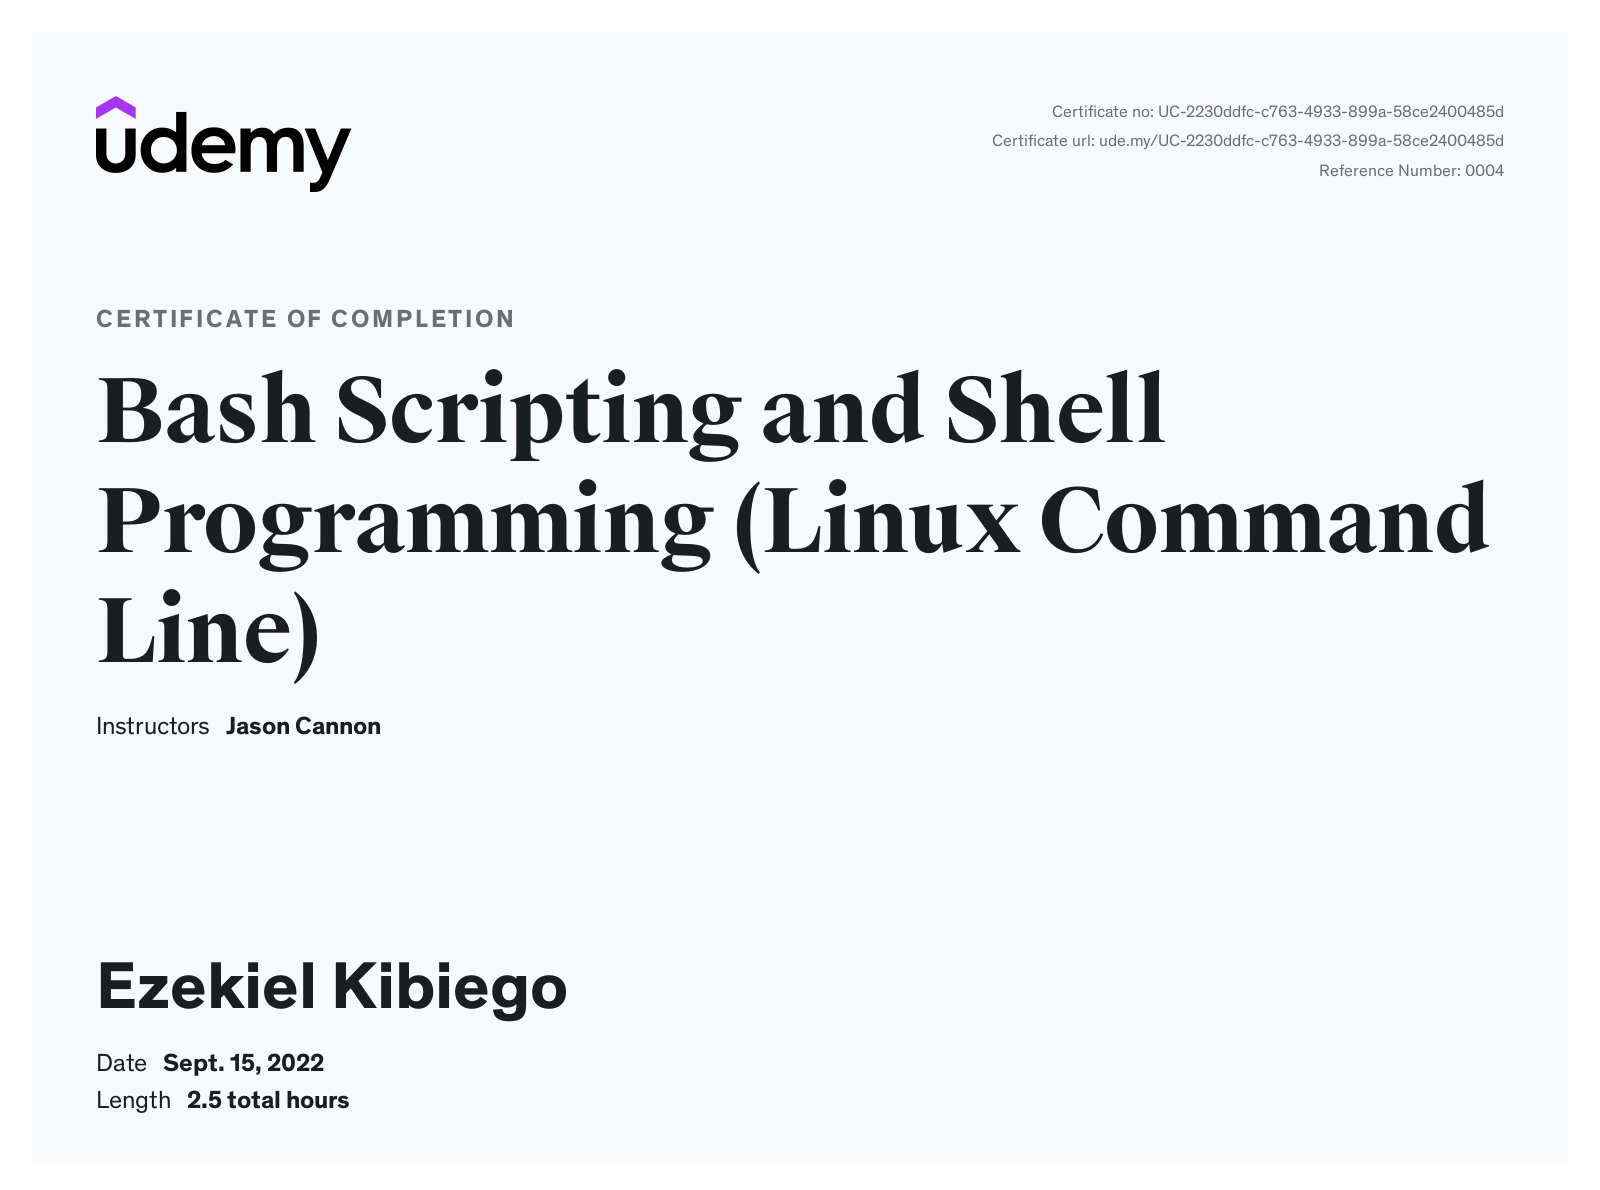 udemy
Certificate no: UC-2230ddfc-c763-4933-899a-58ce2400485d
Certificate url: ude.my/UC-2230ddfc-c763-4933-899a-58ce2400485d
Reference Number: 0004
CERTIFICATE OF COMPLETION
Bash Scripting and Shell
Programming (Linux Command
Line)
Instructors Jason Cannon
Ezekiel Kibiego
Date Sept. 15, 2022
Length 2.5 total hours